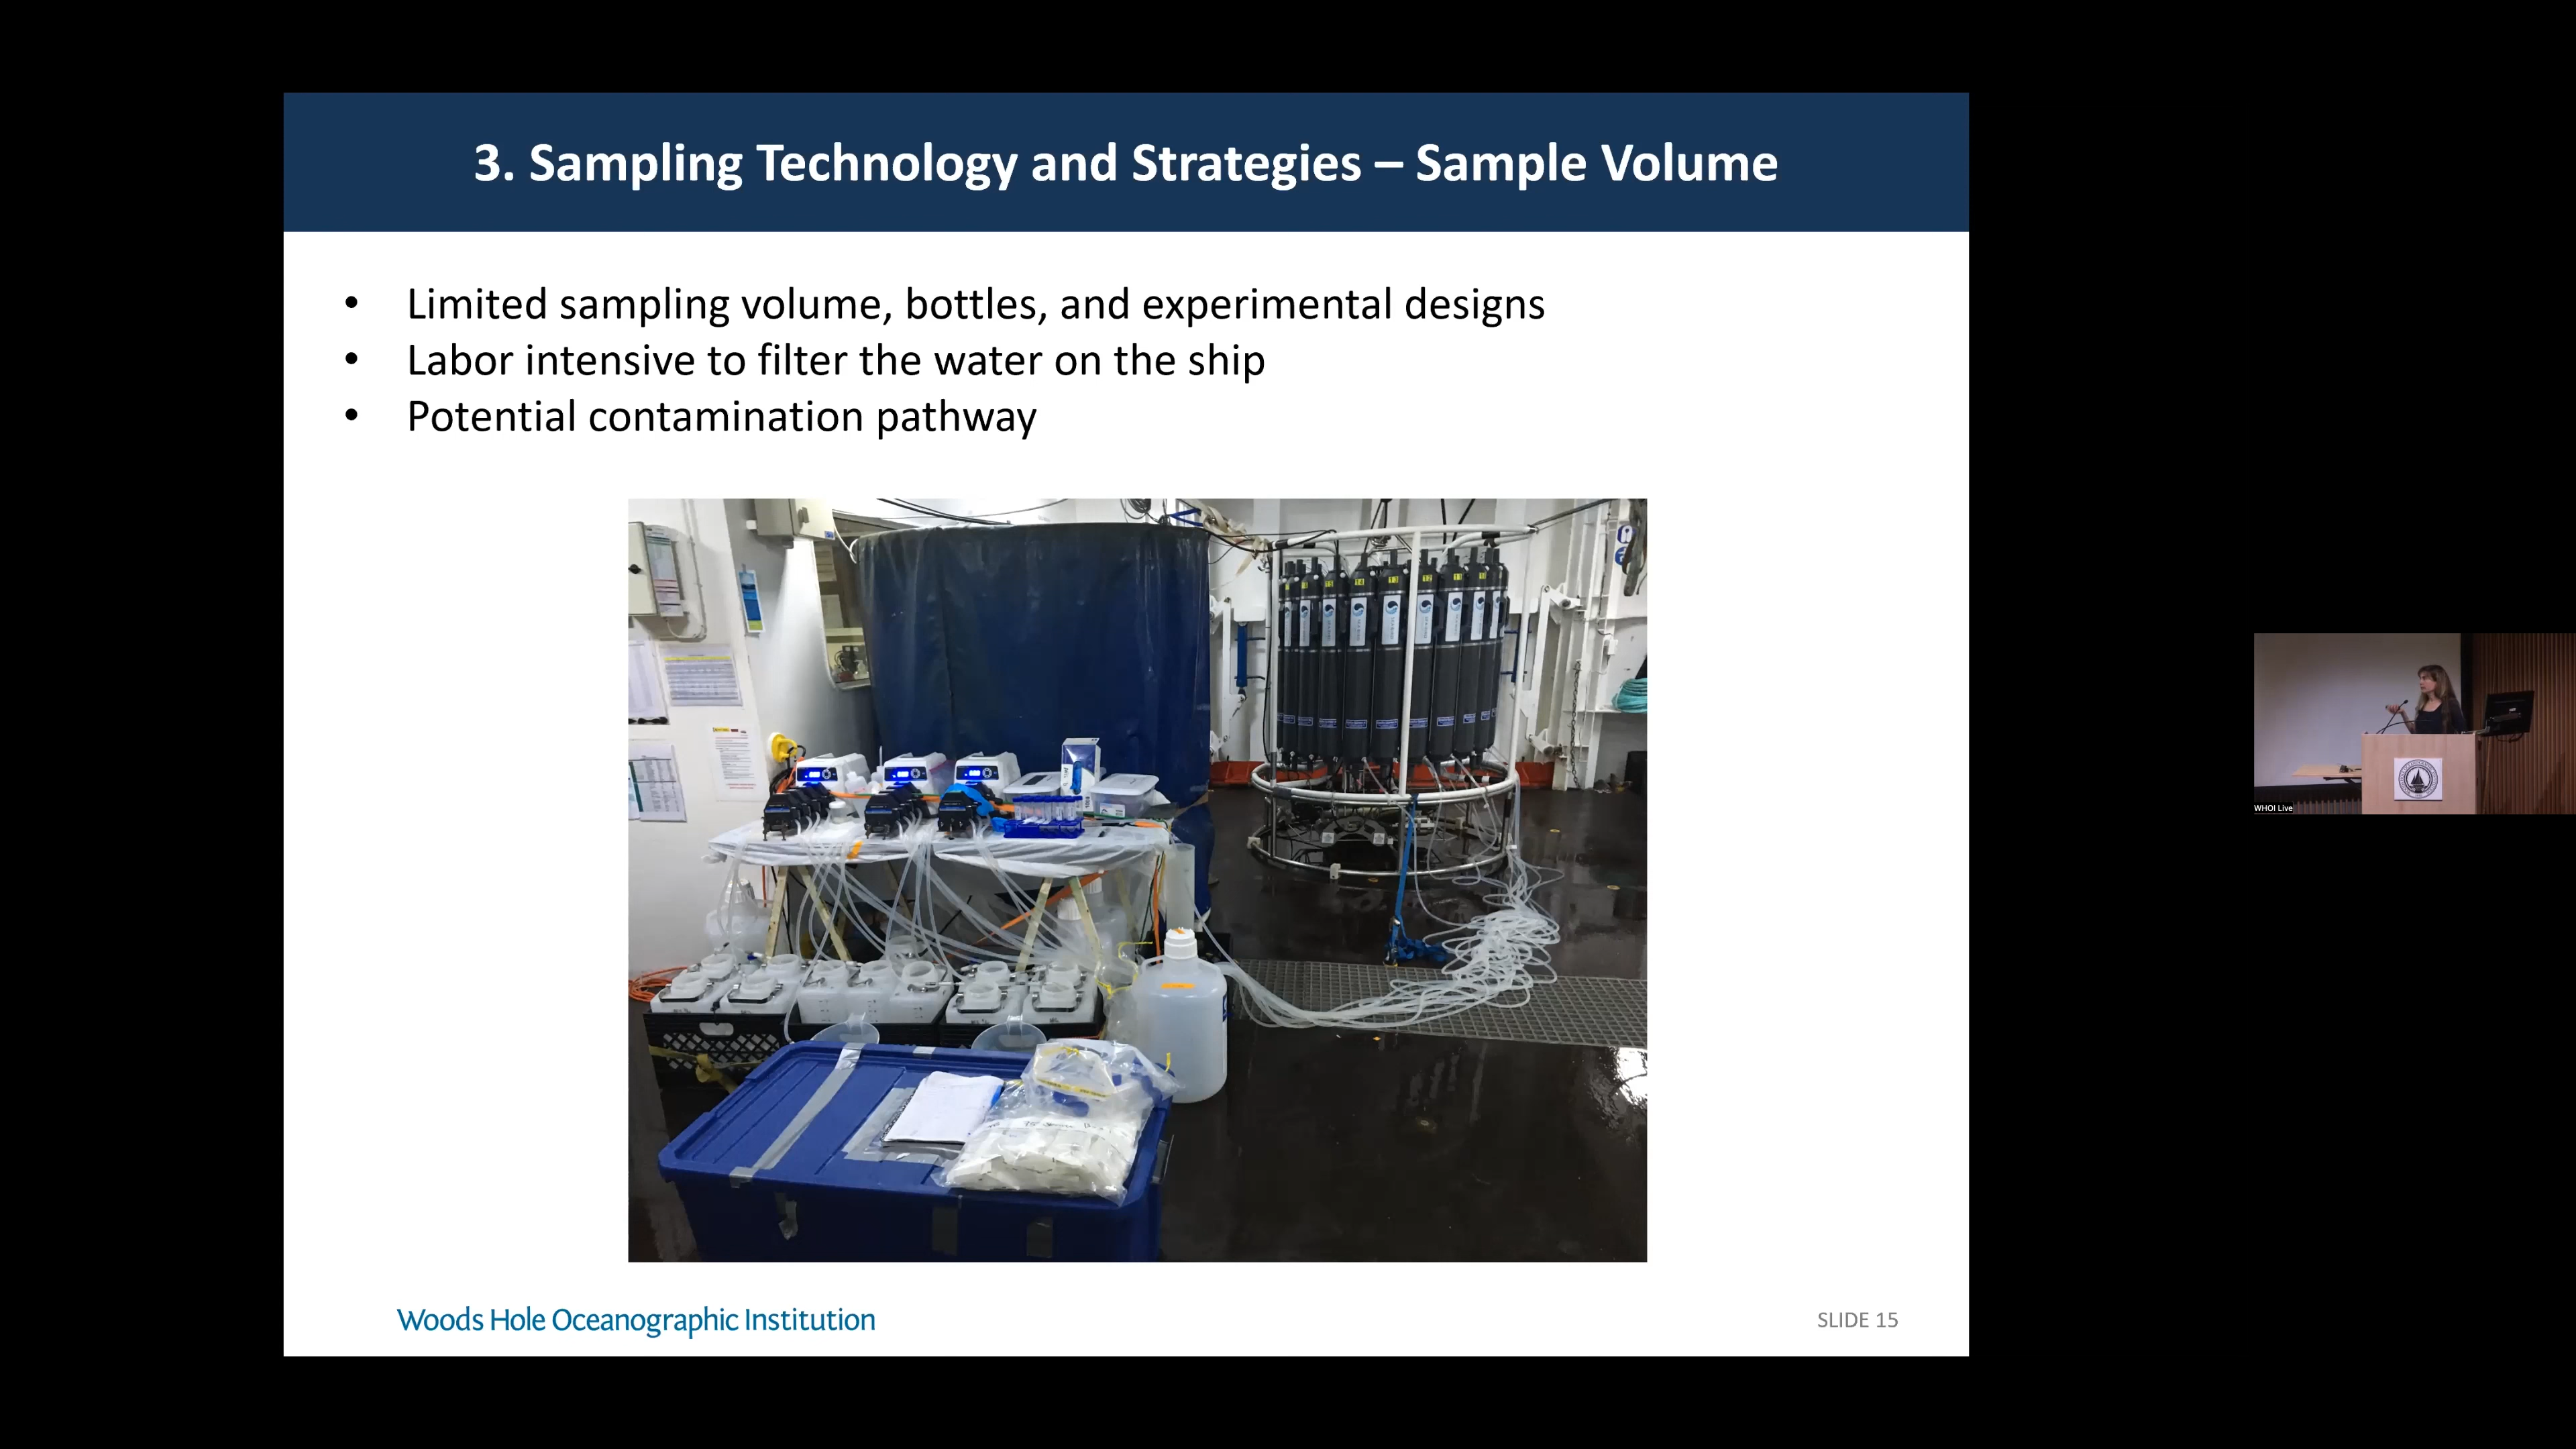 3. Sampling Technology and Strategies – Sample Volume
• Limited sampling volume, bottles, and experimental designs
• Labor intensive to filter the water on the ship
• Potential contamination pathway
Woods Hole Oceanographic Institution
SLIDE 15
WHOI Live